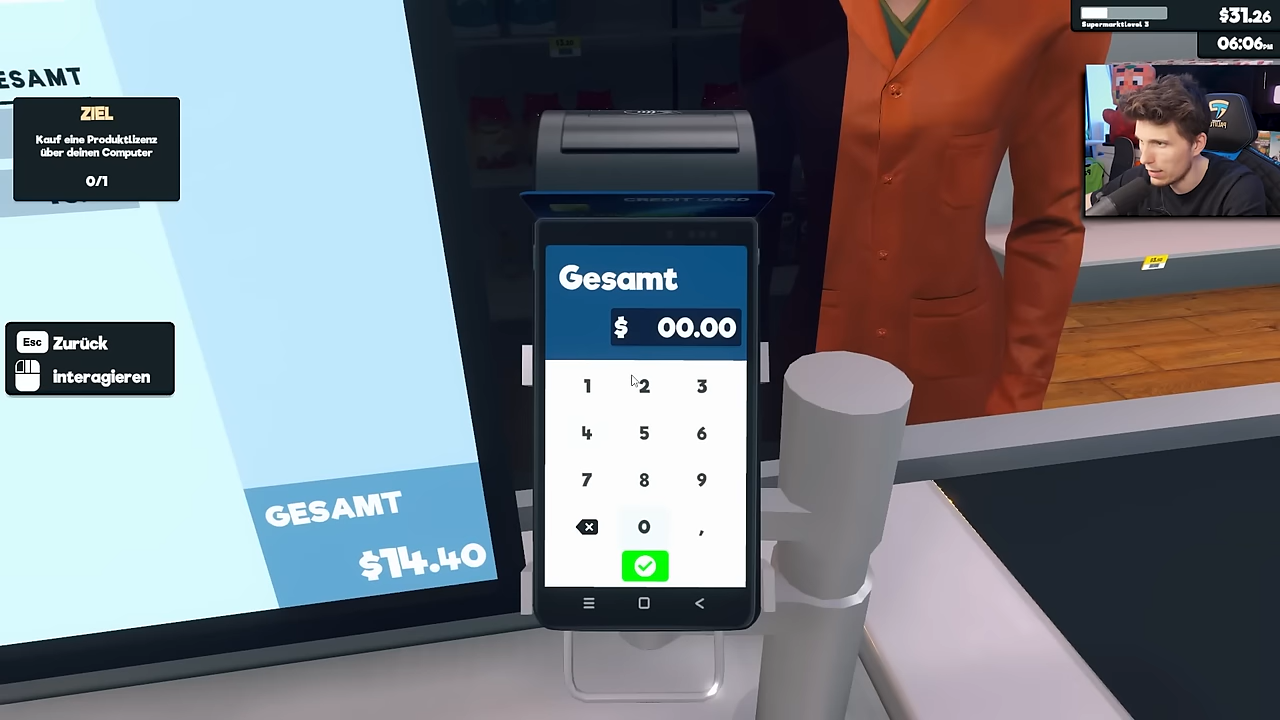 $31.26
Supermarktlevel 3
06:06PM
ESAMT
ZIEL
Kauf eine Produktlizenz
über deinen Computer
0/1
CREDIT CARD
Gesamt
$ 00.00
Esc Zurück
interagieren
1 2 3
4 5 6
7 8 9
0 ,
GESAMT
$14.40